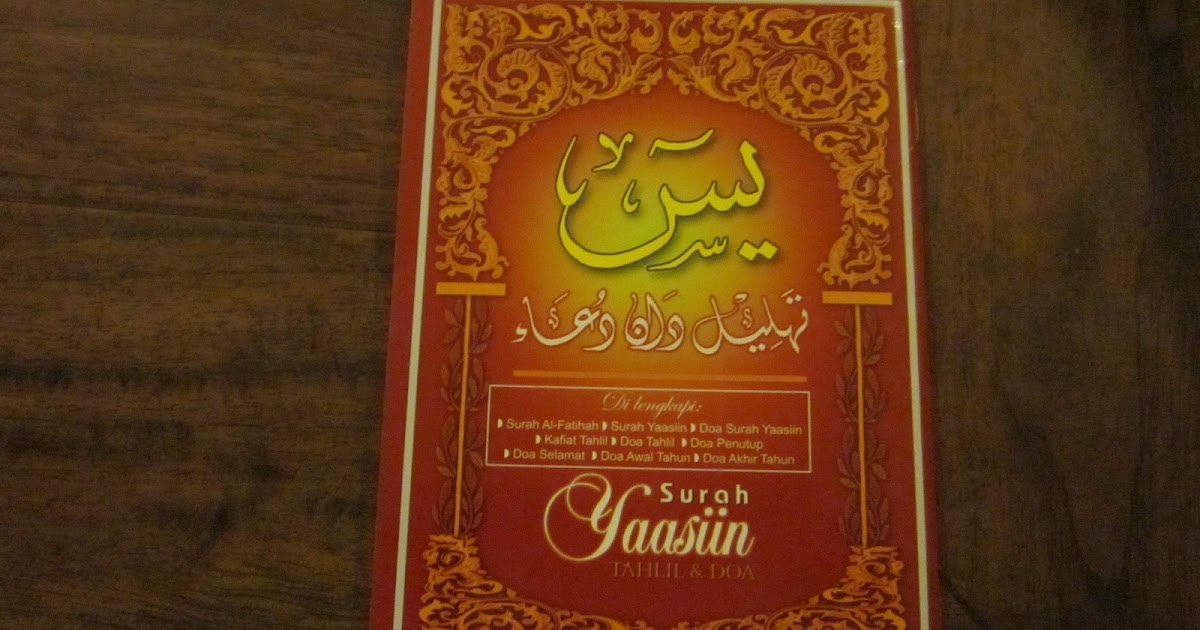 يس
تهليل دان دعاء
Di lengkapi:
Surah Al-Fatihah Surah Yaasiin Doa Surah Yaasiin
Kafiat Tahlil Doa Tahlil Doa Penutup
Doa Selamat Doa Awal Tahun Doa Akhir Tahun
Surah
Yaasiin
TAHLIL & DOA